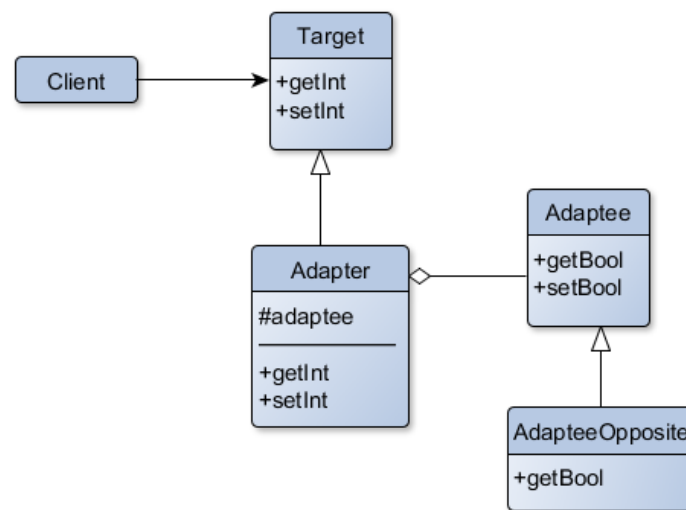 Target
+getInt
+setInt
Client
Adapter
#adaptee
+getInt
+setInt
Adaptee
+getBool
+setBool
AdapteeOpposite
+getBool